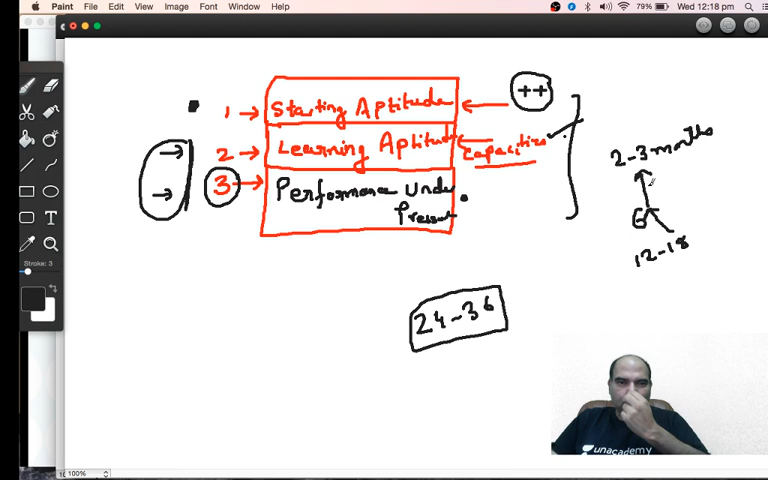 Paint File Edit View Image Font Window Help 79% Wed 12:18 pm
++
1 Starting Aptitude
2 Learning Aptitude
Capacities
3 Performance Under
2-3 months
6
12-18
24-36
Stroke: 3
unacademy
100%